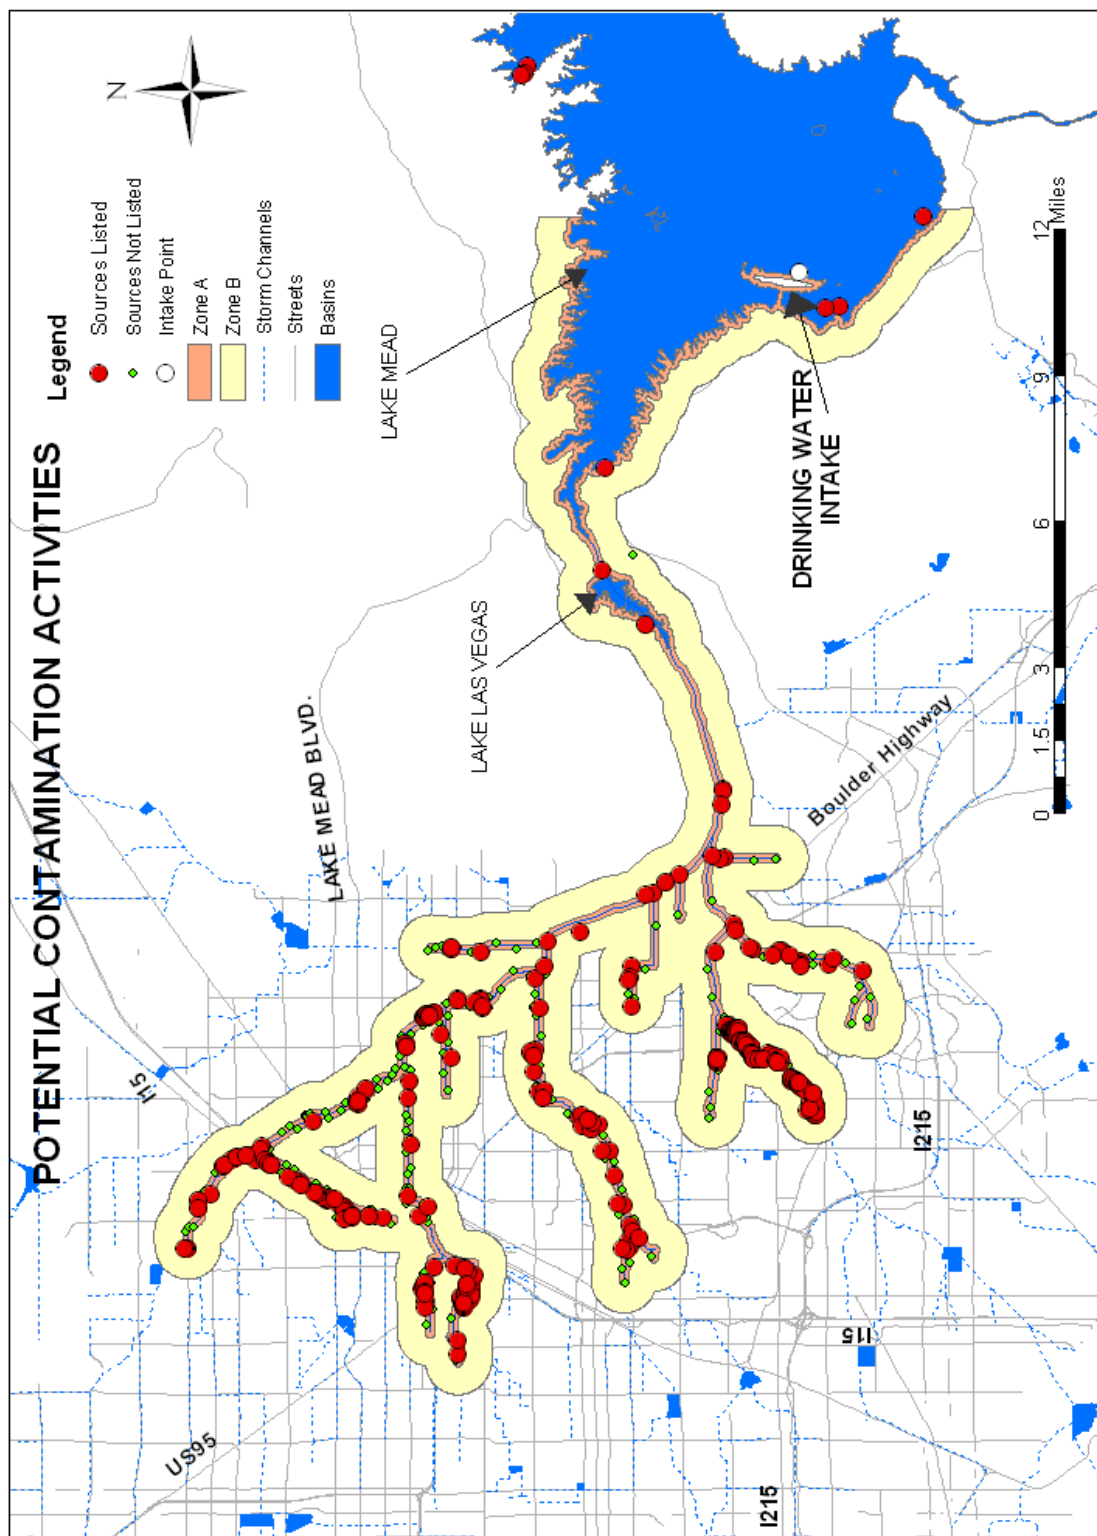 POTENTIAL CONTAMINATION ACTIVITIES
N
Legend
Sources Listed
Sources Not Listed
Intake Point
Zone A
Zone B
Storm Channels
Streets
Basins
I15
LAKE MEAD BLVD.
LAKE MEAD
LAKE LAS VEGAS
US95
DRINKING WATER
INTAKE
Boulder Highway
I215
I15
I215
0 1.5 3 6 9 12
Miles